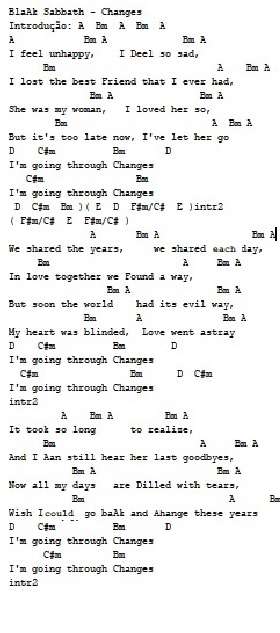 BlaAk Sabbath - Changes
Introdução: A  Bm  A  Bm  A
A            Bm A             Bm A
I feel unhappy,    I Deel so sad,
Bm                           A    Bm A
I lost the best Friend that I ever had,
Bm A               Bm A
She was my woman,   I loved her so,
Bm                         A  Bm A
But it's too late now, I've let her go
D    C#m          Bm       D
I'm going through Changes
C#m               Bm
I'm going through Changes
D  C#m  Bm )( E  D  F#m/C#  E )intr2
( F#m/C#  E  F#m/C# )
A       Bm A                Bm A
We shared the years,     we shared each day,
Bm                      A     Bm A
In love together we Pound a way,
Bm A              Bm A
But soon the world    had its evil way,
Bm         A             Bm A
My heart was blinded,  Love went astray
D    C#m          Bm        D
I'm going through Changes
C#m               Bm      D  C#m
I'm going through Changes
intr2
A    Bm A         Bm A
It took so long      to realise,
Bm                        A     Bm A
And I Aan still hear her last goodbyes,
Bm A                    Bm A
Now all my days   are Dilled with tears,
Bm                        A      Bm
Wish I could  go baAk and Ahange these years
D    C#m          Bm       D
I'm going through Changes
C#m         Bm
I'm going through Changes
intr2